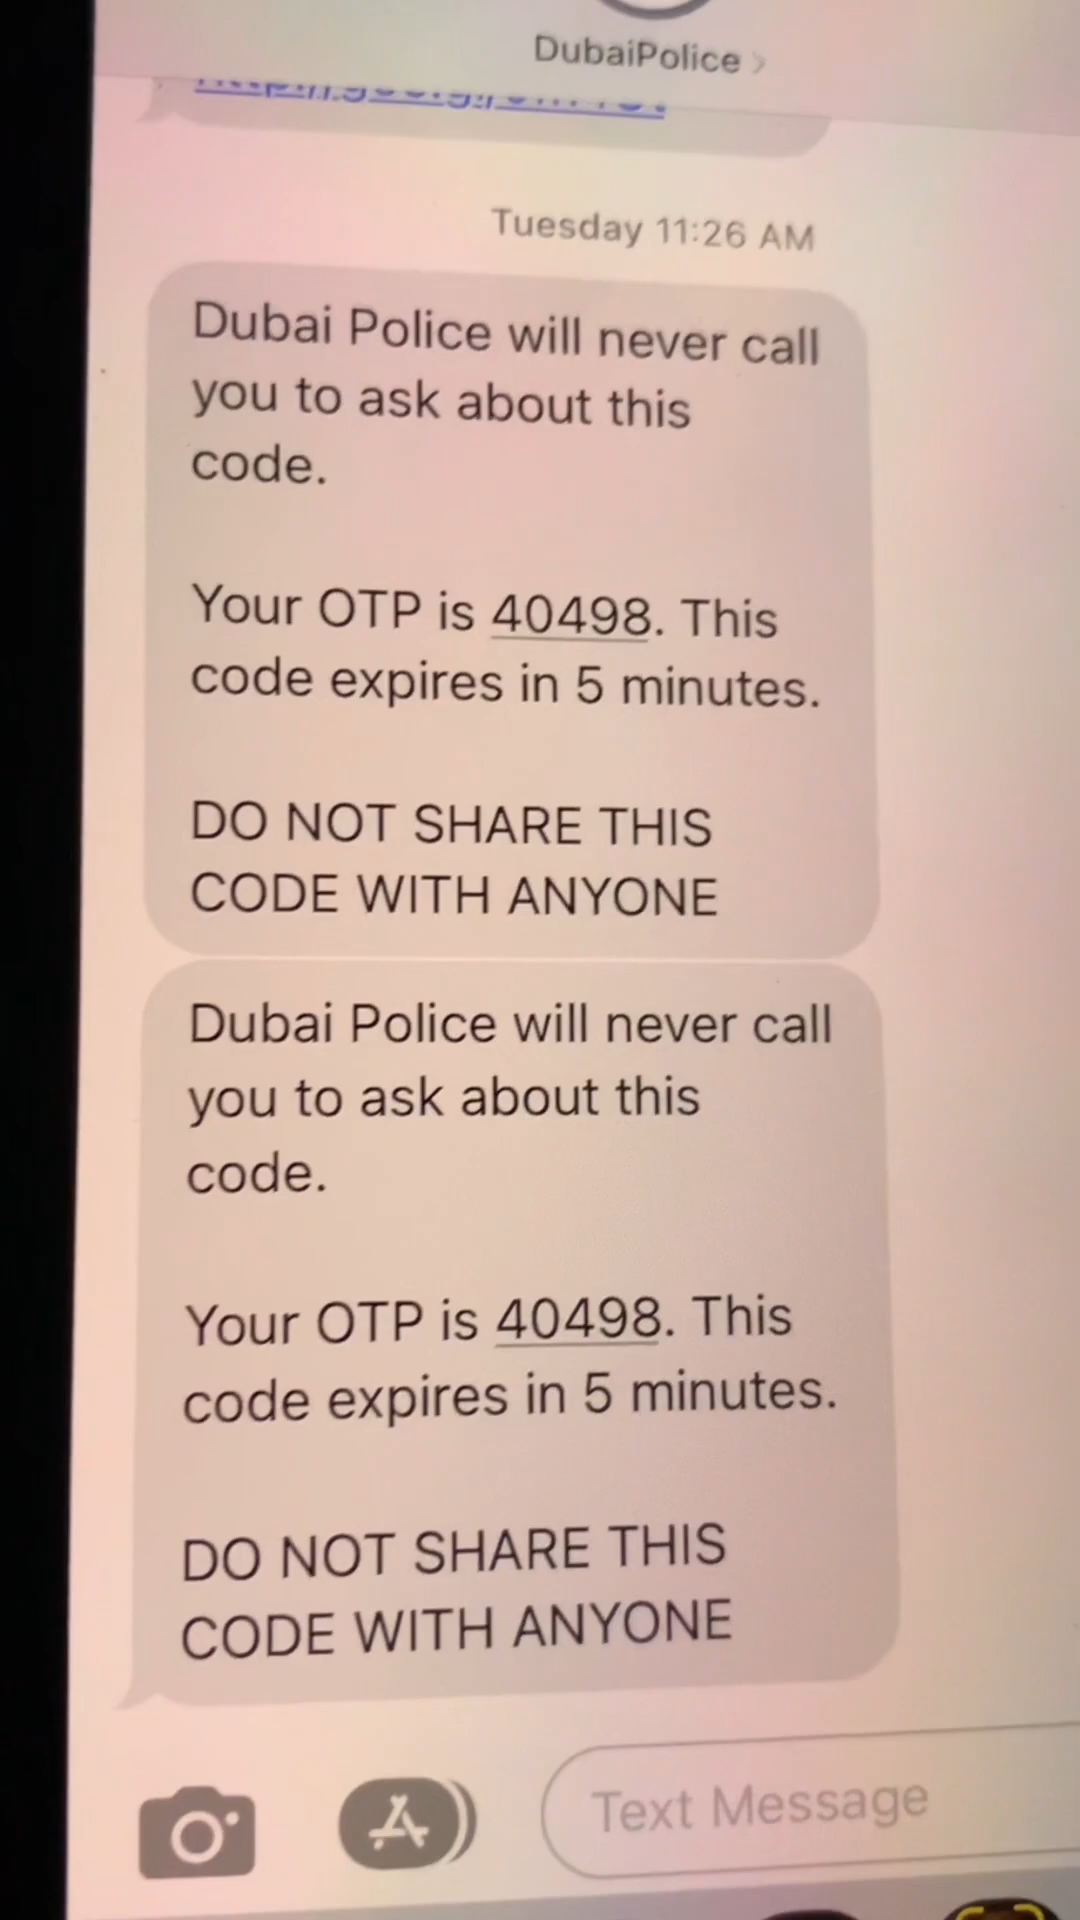 DubaiPolice
Tuesday 11:26 AM
Dubai Police will never call
you to ask about this
code.
Your OTP is 40498. This
code expires in 5 minutes.
DO NOT SHARE THIS
CODE WITH ANYONE
Dubai Police will never call
you to ask about this
code.
Your OTP is 40498. This
code expires in 5 minutes.
DO NOT SHARE THIS
CODE WITH ANYONE
Text Message